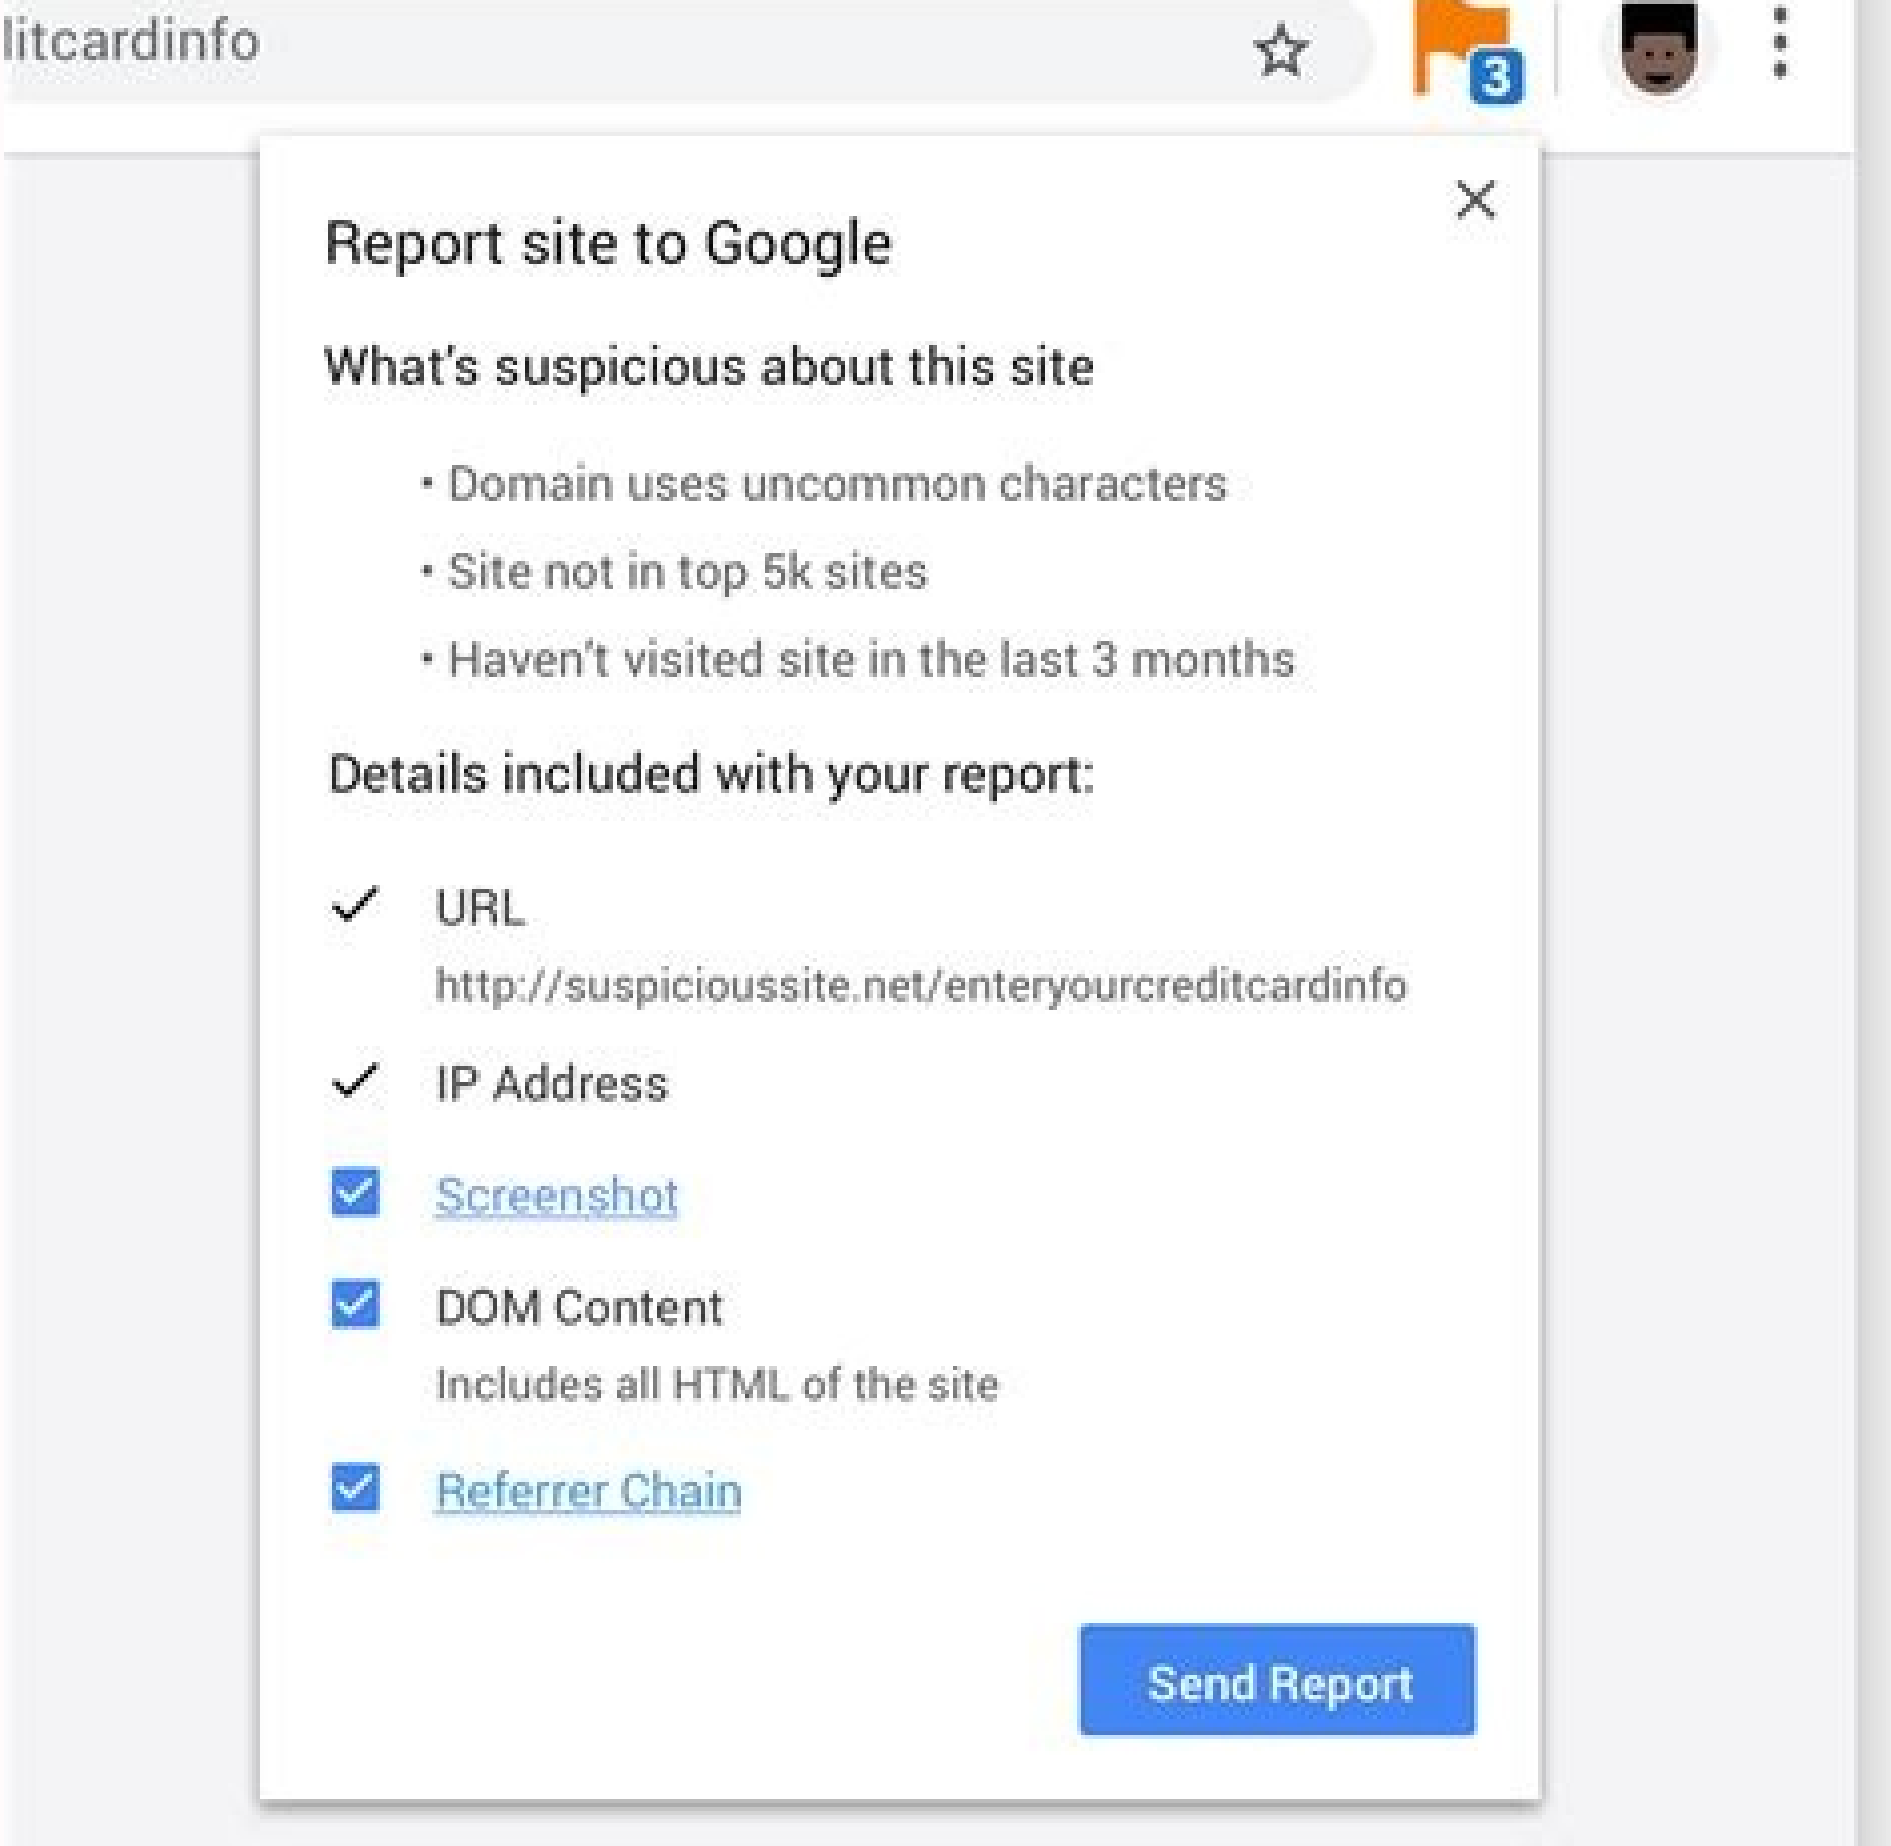 litcardinfo
3
Report site to Google
What's suspicious about this site
• Domain uses uncommon characters
• Site not in top 5k sites
• Haven't visited site in the last 3 months
Details included with your report:
URL
http://suspicioussite.net/enteryourcreditcardinfo
IP Address
Screenshot
DOM Content
Includes all HTML of the site
Referrer Chain
Send Report